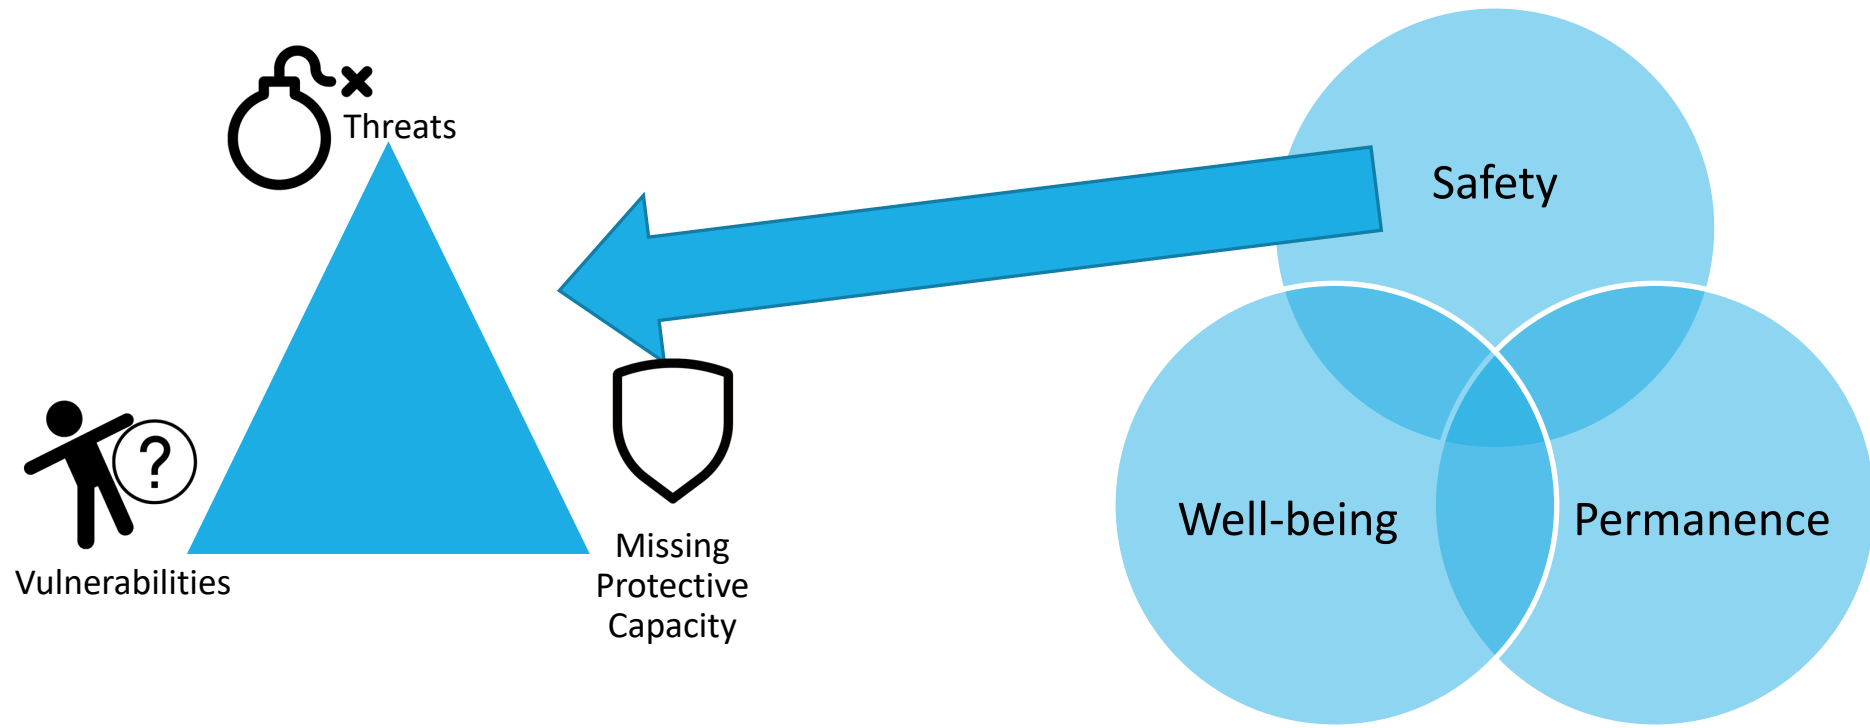 Threats
Safety
?
Vulnerabilities
Missing
Protective
Capacity
Well-being
Permanence